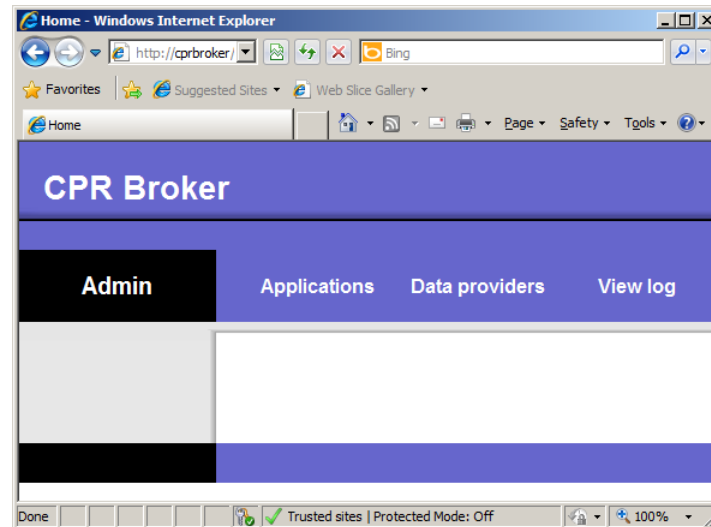 Home - Windows Internet Explorer
http://cprbroker/ Bing
Favorites Suggested Sites Web Slice Gallery
Home Page Safety Tools
CPR Broker
Admin Applications Data providers View log
Done Trusted sites | Protected Mode: Off 100%